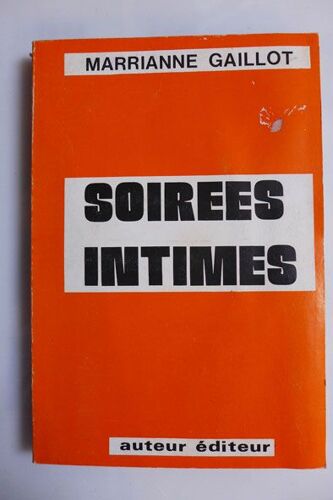 MARRIANNE GAILLOT
SOIREES
INTIMES
auteur éditeur